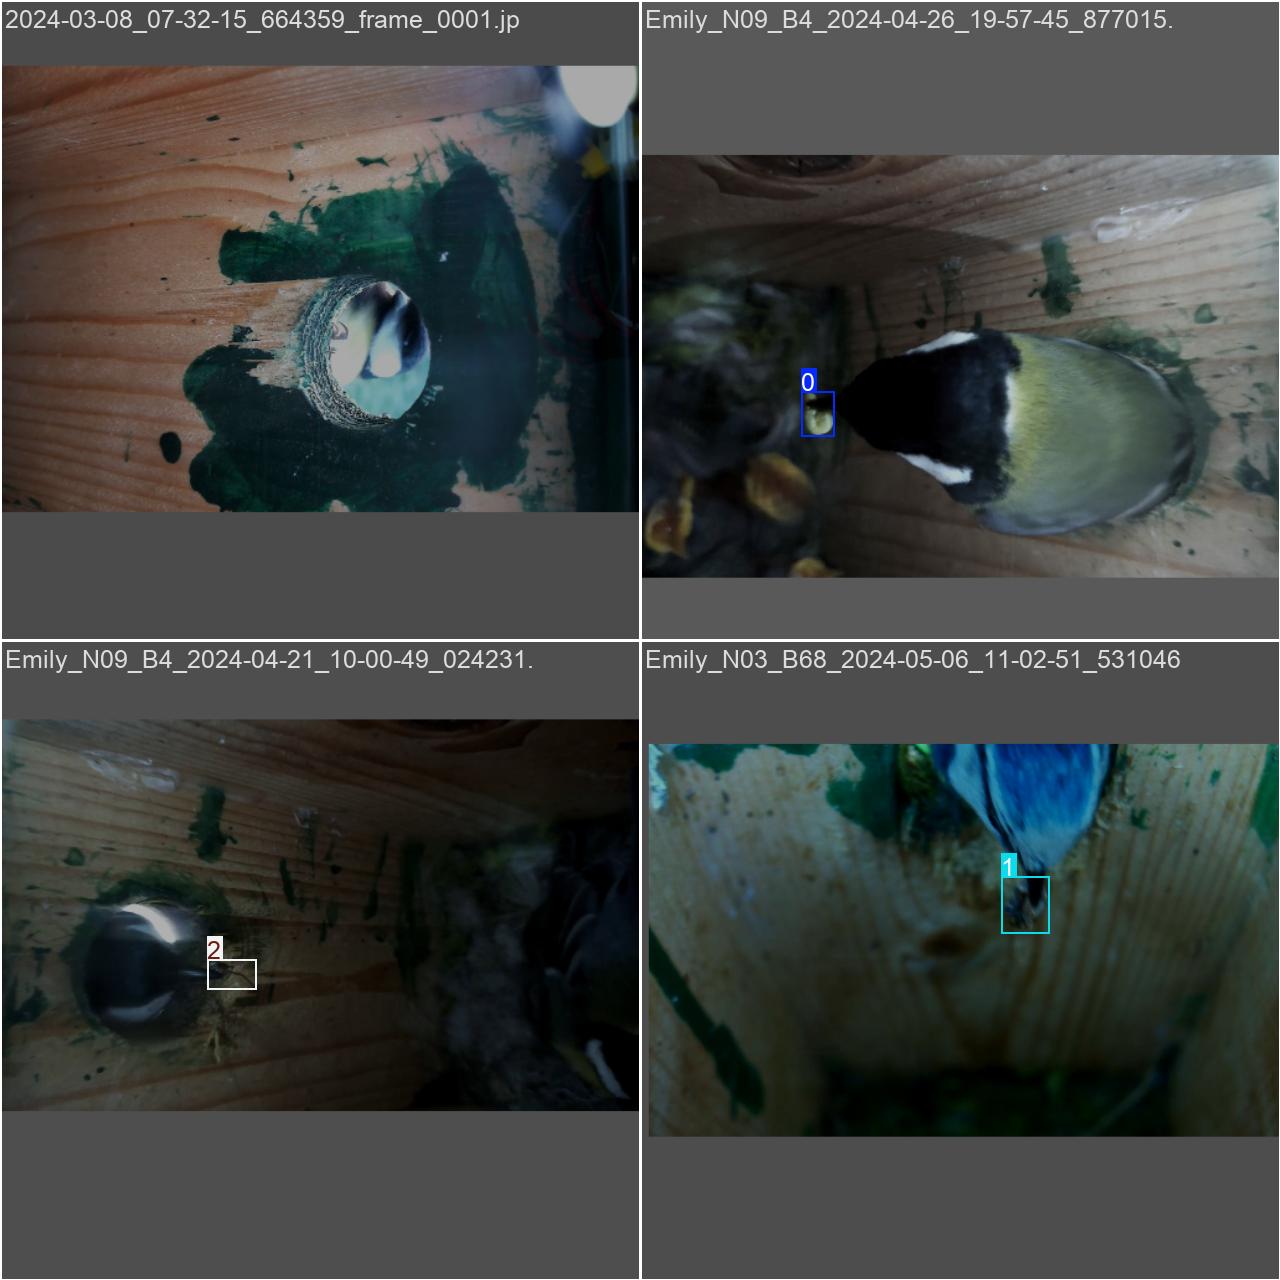 2024-03-08_07-32-15_664359_frame_0001.jp
Emily_N09_B4_2024-04-26_19-57-45_877015.
0
Emily_N09_B4_2024-04-21_10-00-49_024231.
Emily_N03_B68_2024-05-06_11-02-51_531046
1
2